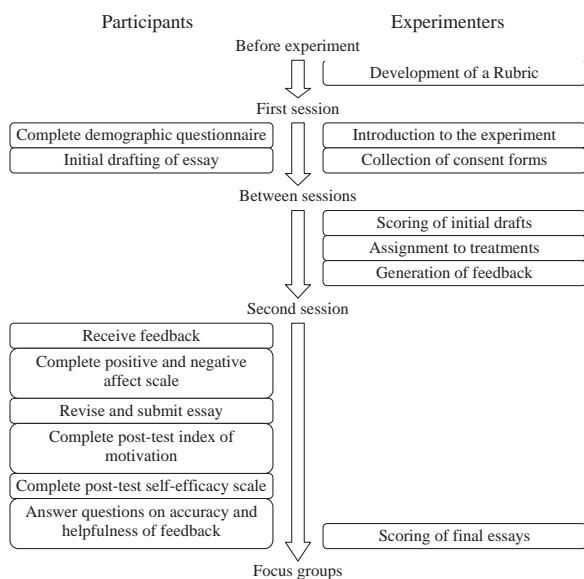 Participants
Experimenters
Before experiment
Development of a Rubric
First session
Complete demographic questionnaire
Introduction to the experiment
Initial drafting of essay
Collection of consent forms
Between sessions
Scoring of initial drafts
Assignment to treatments
Generation of feedback
Second session
Receive feedback
Complete positive and negative
affect scale
Revise and submit essay
Complete post-test index of
motivation
Complete post-test self-efficacy scale
Answer questions on accuracy and
helpfulness of feedback
Scoring of final essays
Focus groups